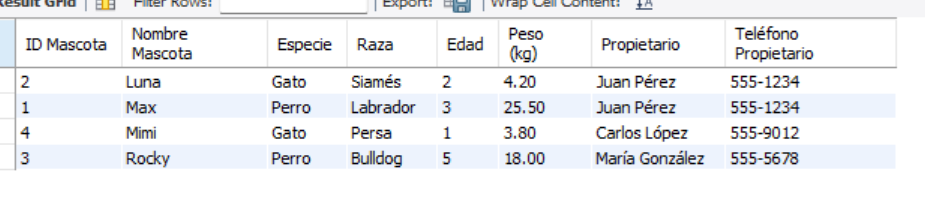 Result Grid | Filter Rows: | Export: | Wrap Cell Content:
ID Mascota Nombre Mascota Especie Raza Edad Peso (kg) Propietario Teléfono Propietario
2 Luna Gato Siamés 2 4.20 Juan Pérez 555-1234
1 Max Perro Labrador 3 25.50 Juan Pérez 555-1234
4 Mimi Gato Persa 1 3.80 Carlos López 555-9012
3 Rocky Perro Bulldog 5 18.00 María González 555-5678